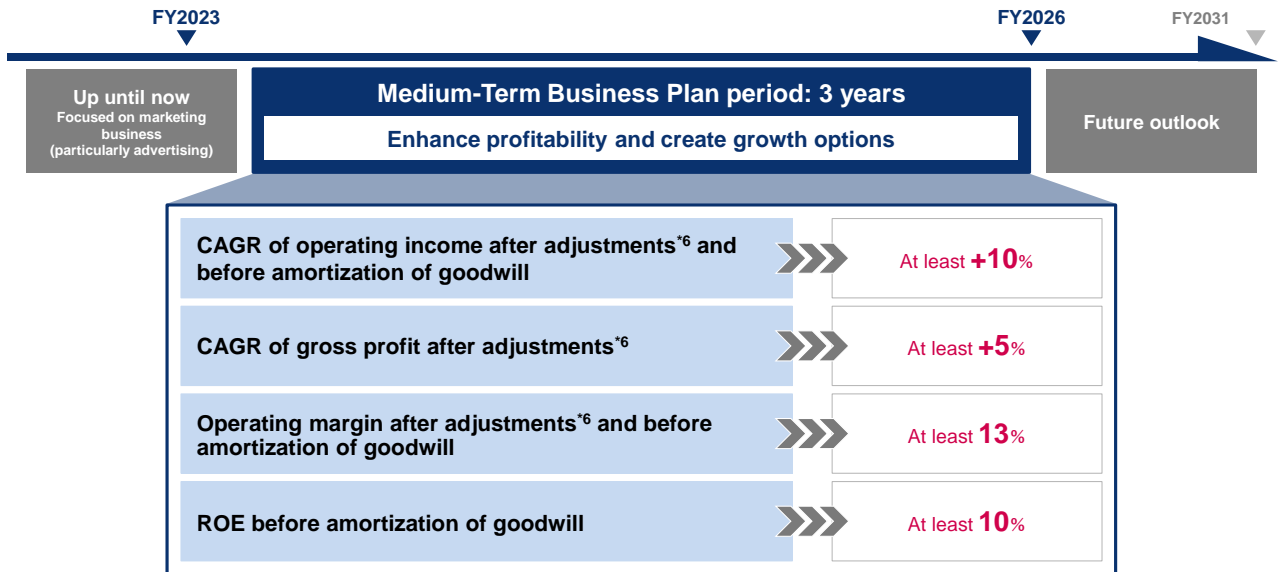 FY2023
FY2026
FY2031
Up until now
Focused on marketing
business
(particularly advertising)
Medium-Term Business Plan period: 3 years
Enhance profitability and create growth options
Future outlook
CAGR of operating income after adjustments*6 and
before amortization of goodwill
At least +10%
CAGR of gross profit after adjustments*6
At least +5%
Operating margin after adjustments*6 and before
amortization of goodwill
At least 13%
ROE before amortization of goodwill
At least 10%